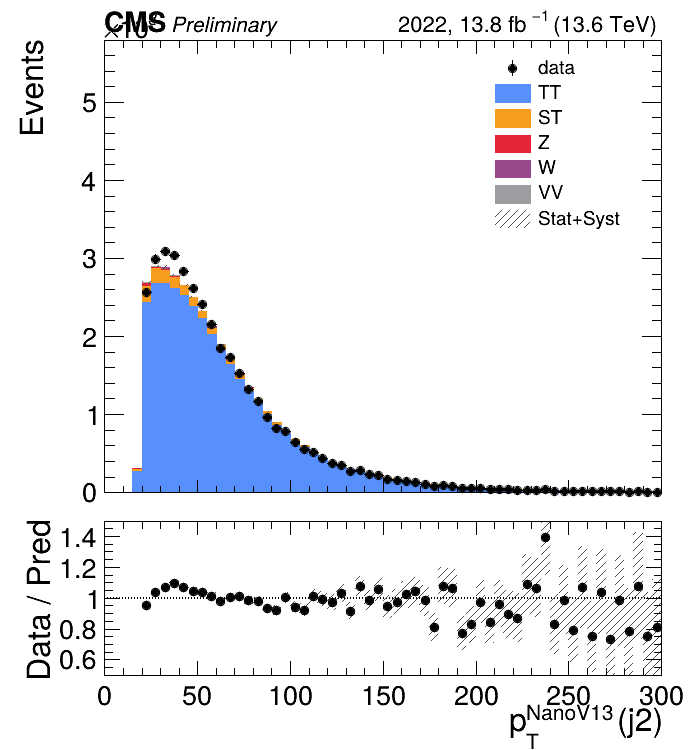 CMS Preliminary 2022, 13.8 fb⁻¹ (13.6 TeV)
Events
data
TT
ST
Z
W
VV
Stat+Syst
5
4
3
2
1
0
Data / Pred
1.4
1.2
1
0.8
0.6
0 50 100 150 200 250 300
p_T^NanoV13 (j2)